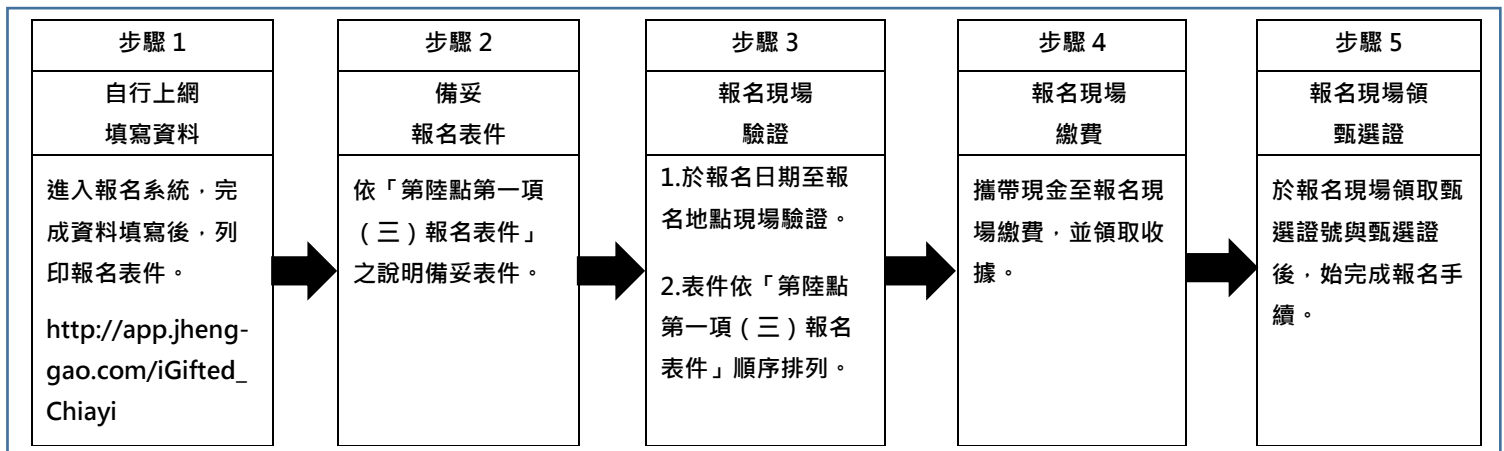 步驟 1
自行上網
填寫資料
進入報名系統，完
成資料填寫後，列
印報名表件。
http://app.jheng-
gao.com/iGifted_
Chiayi
步驟 2
備妥
報名表件
依「第陸點第一項
（三）報名表件」
之說明備妥表件。
步驟 3
報名現場
驗證
1.於報名日期至報
名地點現場驗證。
2.表件依「第陸點
第一項（三）報名
表件」順序排列。
步驟 4
報名現場
繳費
攜帶現金至報名現
場繳費，並領取收
據。
步驟 5
報名現場領
甄選證
於報名現場領取甄
選證號與甄選證
後，始完成報名手
續。